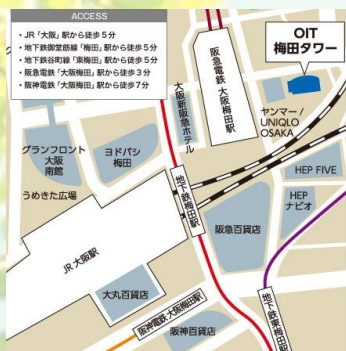 ACCESS
・JR「大阪」駅から徒歩5分
・地下鉄御堂筋線「梅田」駅から徒歩5分
・地下鉄谷町線「東梅田」駅から徒歩5分
・阪急電鉄「大阪梅田」駅から徒歩3分
・阪神電鉄「大阪梅田」駅から徒歩7分
OIT
梅田タワー
阪急電鉄 大阪梅田駅
大阪新阪急ホテル
ヤンマー/
UNIQLO
OSAKA
グランフロント
大阪
南館
ヨドバシ
梅田
うめきた広場
地下鉄梅田駅
HEP FIVE
HEP
ナビオ
阪急百貨店
JR 大阪駅
大丸百貨店
阪神電鉄 大阪梅田駅
地下鉄東梅田駅
阪神百貨店